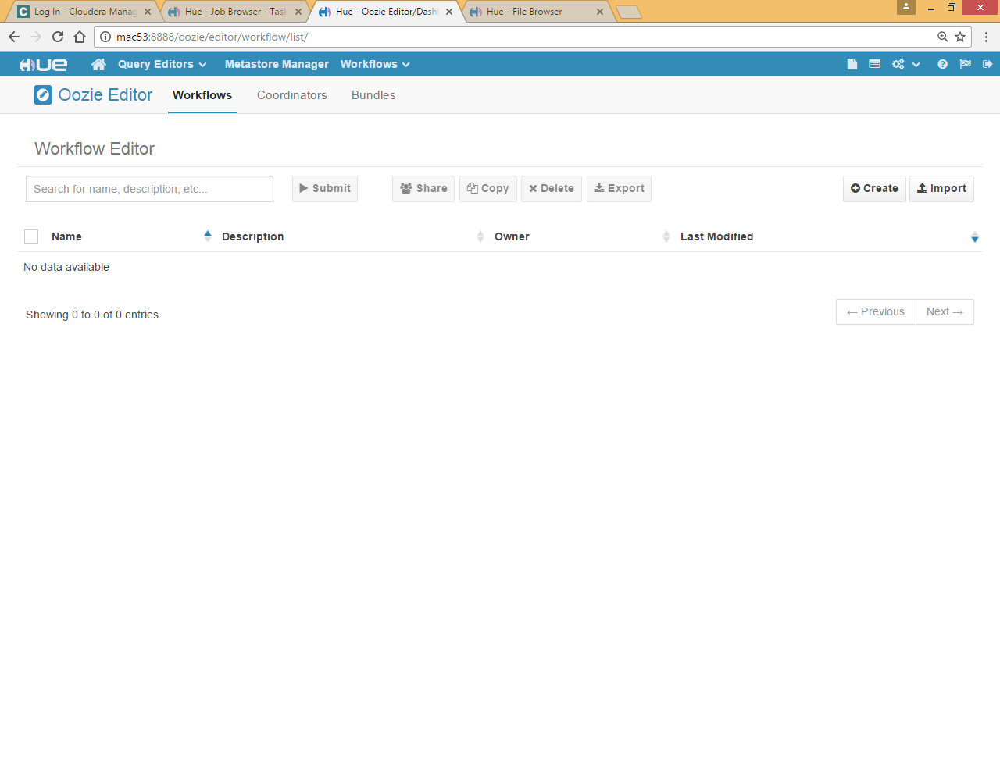 Log In - Cloudera Manag
Hue - Job Browser - Task
Hue - Oozie Editor/Dash
Hue - File Browser
mac53:8888/oozie/editor/workflow/list/
HUE
Query Editors
Metastore Manager
Workflows
Oozie Editor
Workflows
Coordinators
Bundles
Workflow Editor
Search for name, description, etc...
Submit
Share
Copy
Delete
Export
Create
Import
Name
Description
Owner
Last Modified
No data available
Showing 0 to 0 of 0 entries
← Previous
Next →